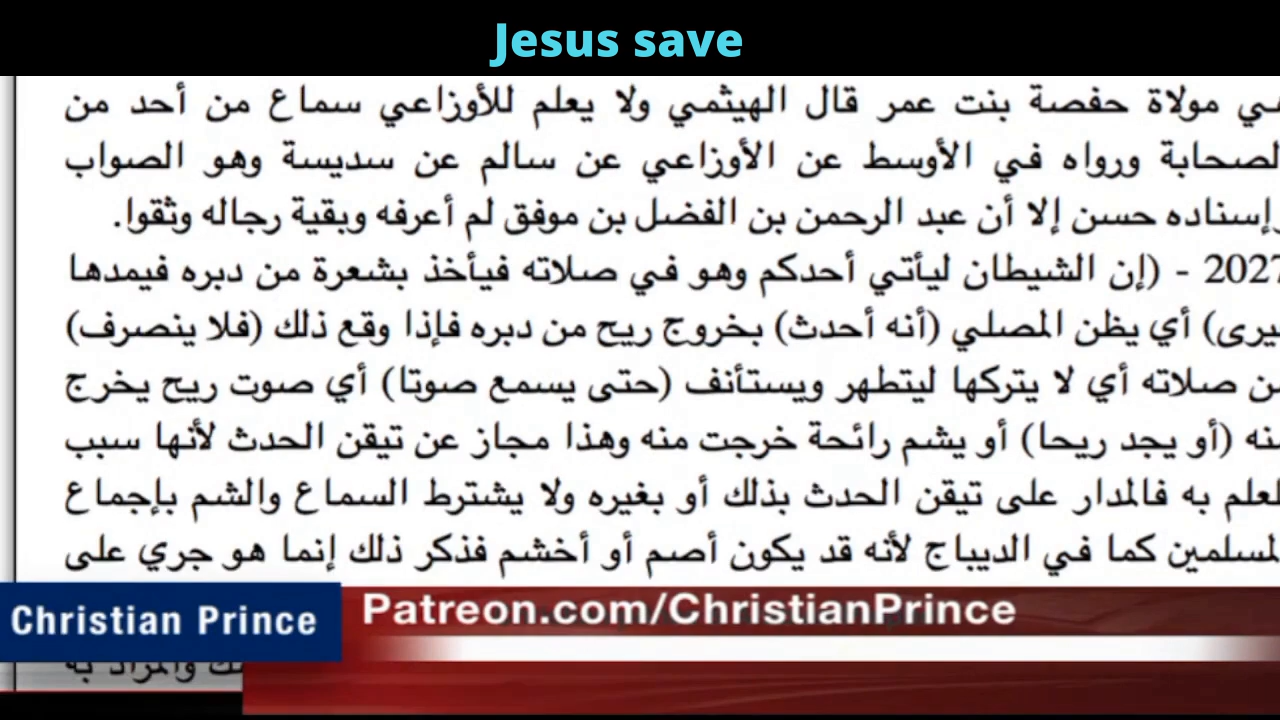 Jesus save
مولاة حفصة بنت عمر قال الهيثمي ولا يعلم للأوزاعي سماع من أحد من
لصحابة ورواه في الأوسط عن الأوزاعي عن سالم عن سديسة وهو الصواب
إسناده حسن إلا أن عبد الرحمن بن الفضل بن موفق لم أعرفه وبقية رجاله وثقوا.
2027 - (إن الشيطان ليأتي أحدكم وهو في صلاته فيأخذ بشعرة من دبره فيمدها
يرى) أي يظن المصلي (أنه أحدث) بخروج ريح من دبره فإذا وقع ذلك (فلا ينصرف)
صلاته أي لا يتركها ليتطهر ويستأنف (حتى يسمع صوتا) أي صوت ريح يخرج
نه (أو يجد ريحا) أو يشم رائحة خرجت منه وهذا مجاز عن تيقن الحدث لأنها سبب
لعلم به فالمدار على تيقن الحدث بذلك أو بغيره ولا يشترط السماع والشم بإجماع
لمسلمين كما في الديباج لأنه قد يكون أصم أو أخشم فذكر ذلك إنما هو جري على
Christian Prince
Patreon.com/ChristianPrince
والمراد به